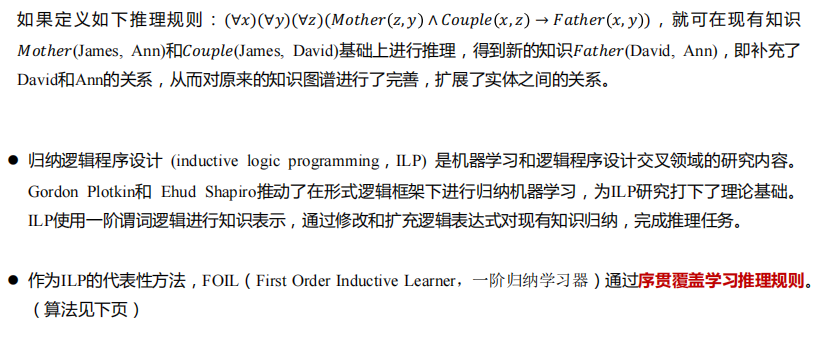 如果定义如下推理规则：(∀x)(∀y)(∀z)(Mother(z, y) ∧ Couple(x, z) → Father(x, y))，就可在现有知识
Mother(James, Ann)和Couple(James, David)基础上进行推理，得到新的知识Father(David, Ann)，即补充了
David和Ann的关系，从而对原来的知识图谱进行了完善，扩展了实体之间的关系。
● 归纳逻辑程序设计 (inductive logic programming，ILP) 是机器学习和逻辑程序设计交叉领域的研究内容。
Gordon Plotkin和 Ehud Shapiro推动了在形式逻辑框架下进行归纳机器学习，为ILP研究打下了理论基础。
ILP使用一阶谓词逻辑进行知识表示，通过修改和扩充逻辑表达式对现有知识归纳，完成推理任务。
● 作为ILP的代表性方法，FOIL（First Order Inductive Learner，一阶归纳学习器）通过序贯覆盖学习推理规则。
（算法见下页）